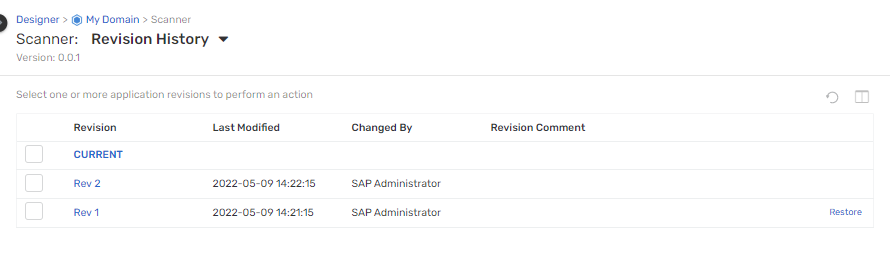 Designer > My Domain > Scanner
Scanner: Revision History
Version: 0.0.1
Select one or more application revisions to perform an action
Revision Last Modified Changed By Revision Comment
CURRENT
Rev 2 2022-05-09 14:22:15 SAP Administrator
Rev 1 2022-05-09 14:21:15 SAP Administrator Restore